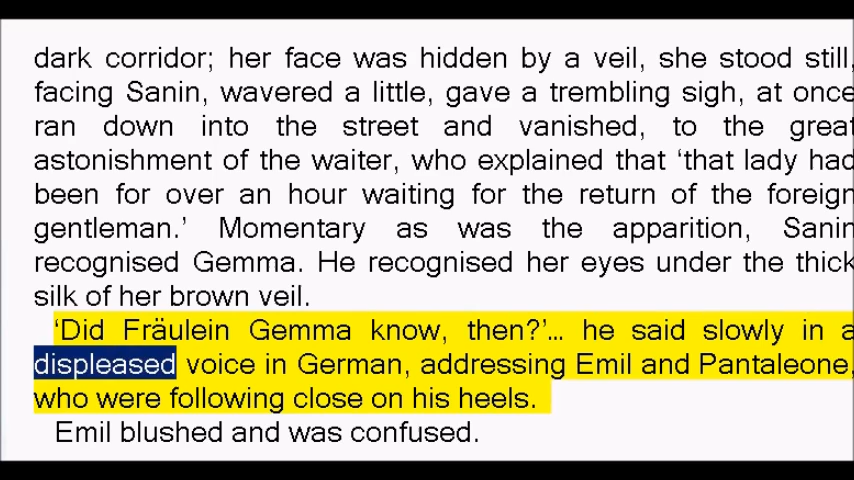 dark corridor; her face was hidden by a veil, she stood still,
facing Sanin, wavered a little, gave a trembling sigh, at once
ran down into the street and vanished, to the great
astonishment of the waiter, who explained that ‘that lady had
been for over an hour waiting for the return of the foreign
gentleman.’ Momentary as was the apparition, Sanin
recognised Gemma. He recognised her eyes under the thick
silk of her brown veil.
‘Did Fräulein Gemma know, then?’... he said slowly in a
displeased voice in German, addressing Emil and Pantaleone,
who were following close on his heels.
Emil blushed and was confused.